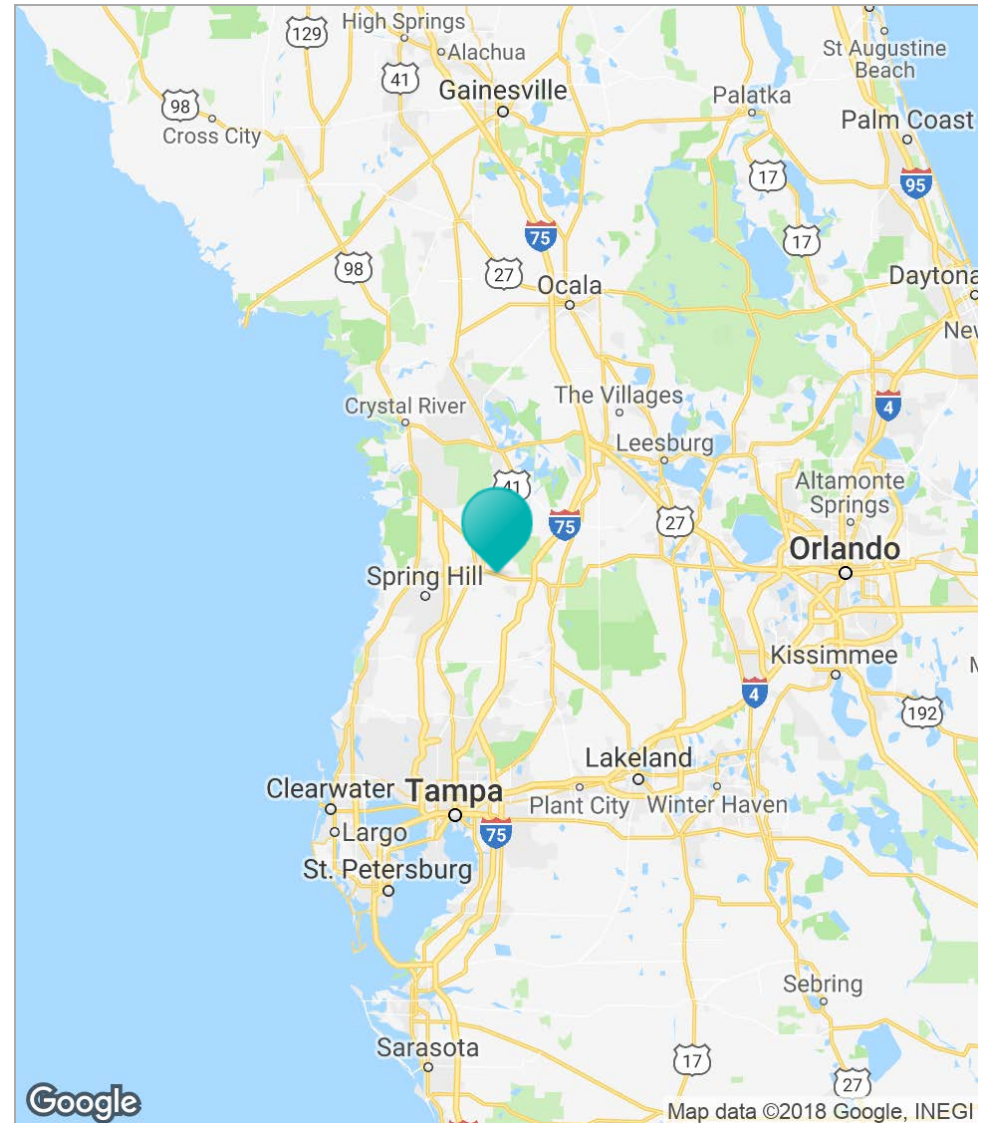 High Springs
129
Alachua
St Augustine
Beach
41
Gainesville
Palatka
98
Cross City
Palm Coast
17
95
75
17
98
27
Ocala
Daytona
The Villages
Crystal River
4
Leesburg
41
Altamonte
Springs
75
27
Orlando
Spring Hill
Kissimmee
4
192
Lakeland
Clearwater
Tampa
Plant City
Winter Haven
Largo
75
St. Petersburg
Sebring
Sarasota
17
27
Google
Map data ©2018 Google, INEGI